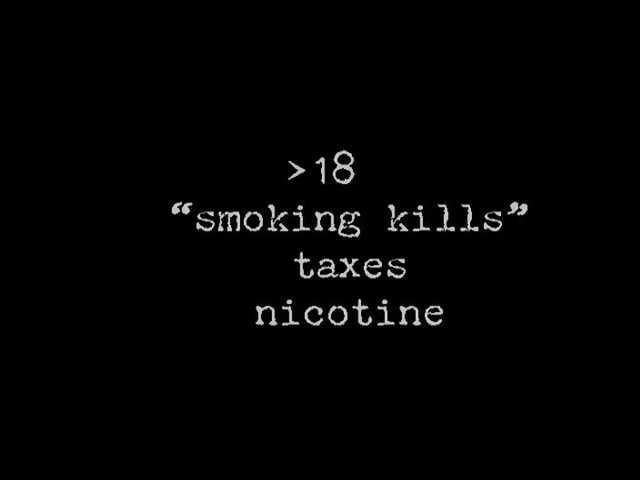 >18
“smoking kills”
taxes
nicotine